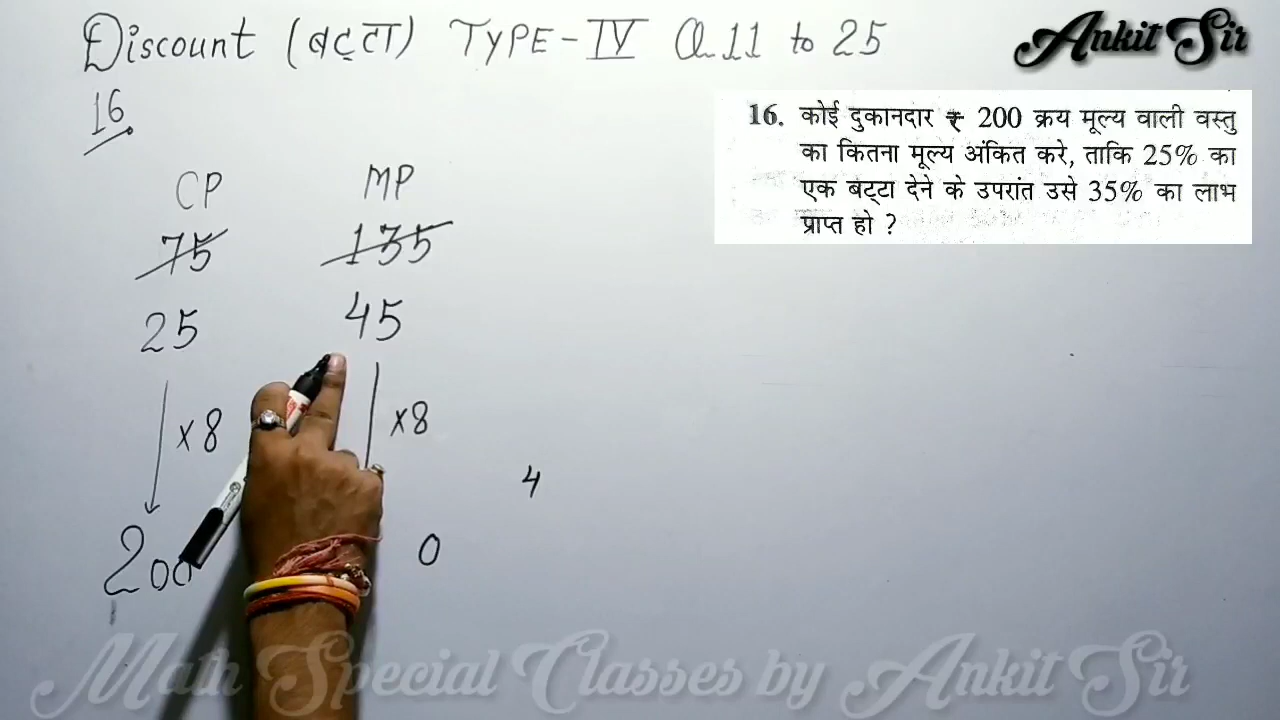 Discount (बट्टा) TYPE-IV Q.11 to 25
Ankit Sir
16
16. कोई दुकानदार ₹ 200 क्रय मूल्य वाली वस्तु
का कितना मूल्य अंकित करे, ताकि 25% का
एक बट्टा देने के उपरांत उसे 35% का लाभ
प्राप्त हो ?
CP MP
75 135
25 45
×8 ×8
4
200 0
Math Special Classes by Ankit Sir